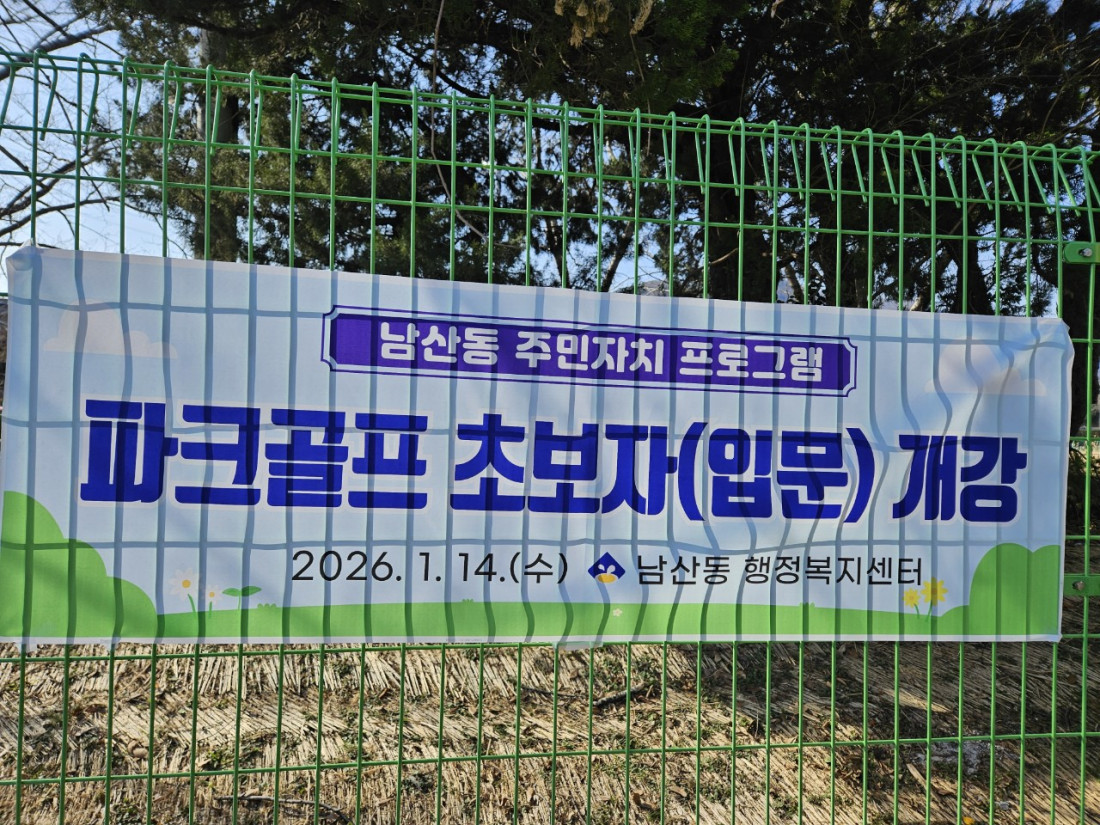 남산동 주민자치 프로그램
파크골프 초보자(입문) 개강
2026. 1. 14.(수) 남산동 행정복지센터